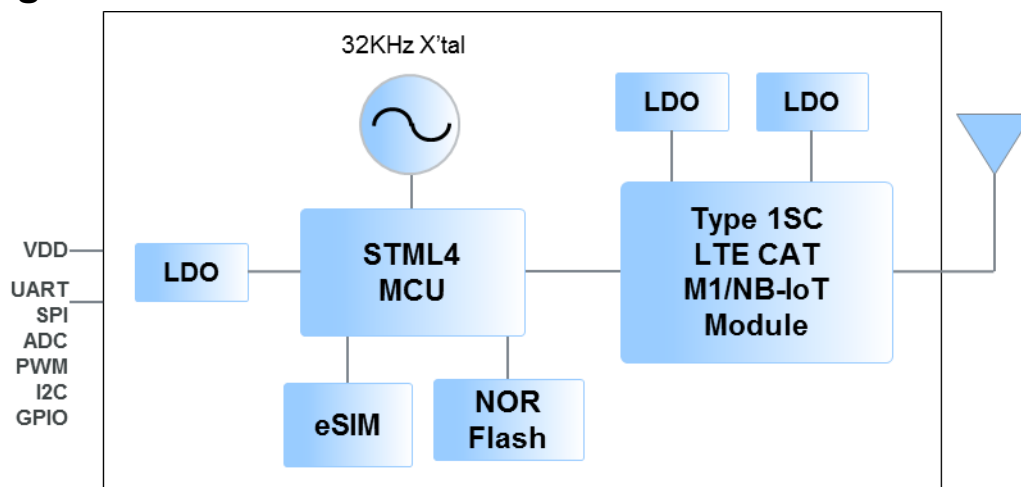 32KHz X'tal
LDO
LDO
Type 1SC
LTE CAT
M1/NB-IoT
Module
STML4
MCU
VDD
LDO
UART
SPI
ADC
PWM
I2C
GPIO
eSIM
NOR
Flash